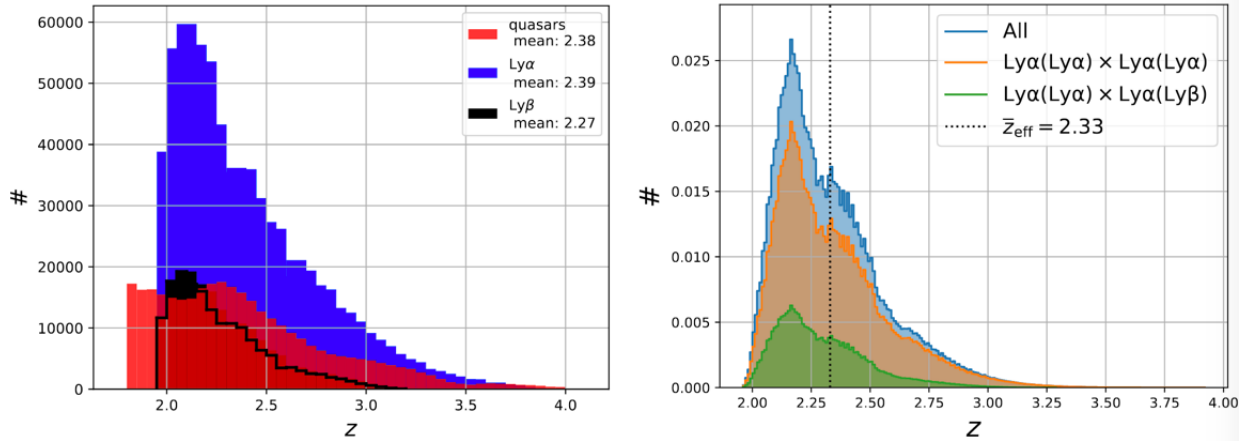 60000
50000
40000
30000
20000
10000
0
#
2.0 2.5 3.0 3.5 4.0
z
quasars
mean: 2.38
Lyα
mean: 2.39
Lyβ
mean: 2.27
0.025
0.020
0.015
0.010
0.005
0.000
#
2.00 2.25 2.50 2.75 3.00 3.25 3.50 3.75 4.00
z
All
Lyα(Lyα) × Lyα(Lyα)
Lyα(Lyα) × Lyα(Lyβ)
z̅eff = 2.33